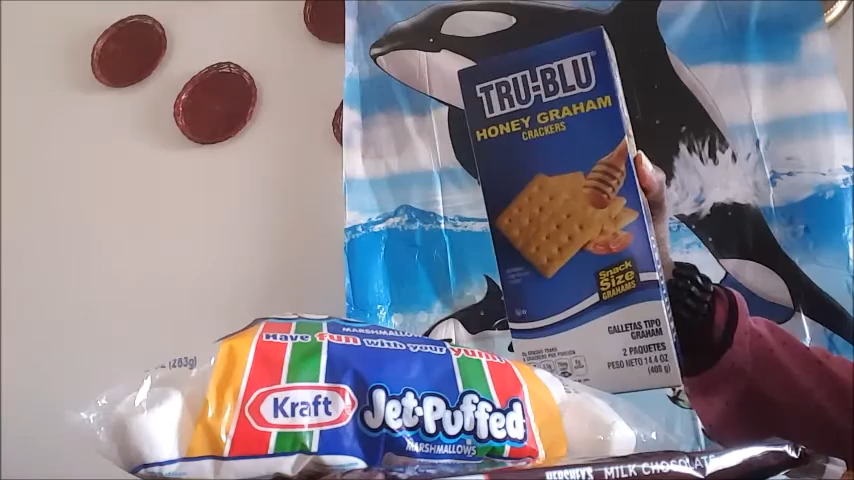 TRU-BLU
HONEY GRAHAM
CRACKERS
Snack
Size
GRAHAMS
GALLETAS TIPO
GRAHAM
2 PAQUETES
PESO NETO 14.4 OZ
(408 g)
(283g)
MARSHMALLOWS
Have fun with your yum!
Kraft
Jet-Puffed
MARSHMALLOWS
HERSHEY'S MILK CHOCOLATE